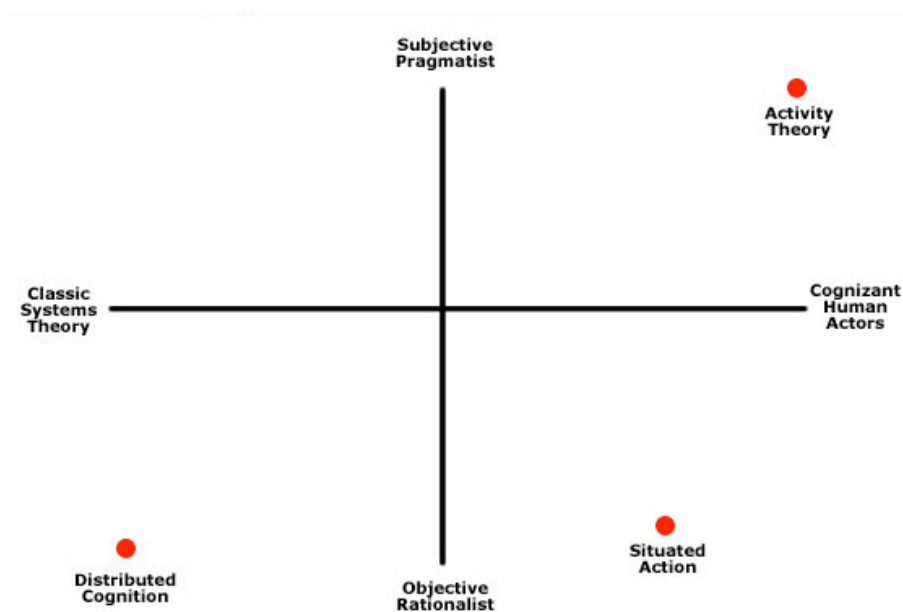 Subjective
Pragmatist
Activity
Theory
Classic
Systems
Theory
Cognizant
Human
Actors
Situated
Action
Distributed
Cognition
Objective
Rationalist